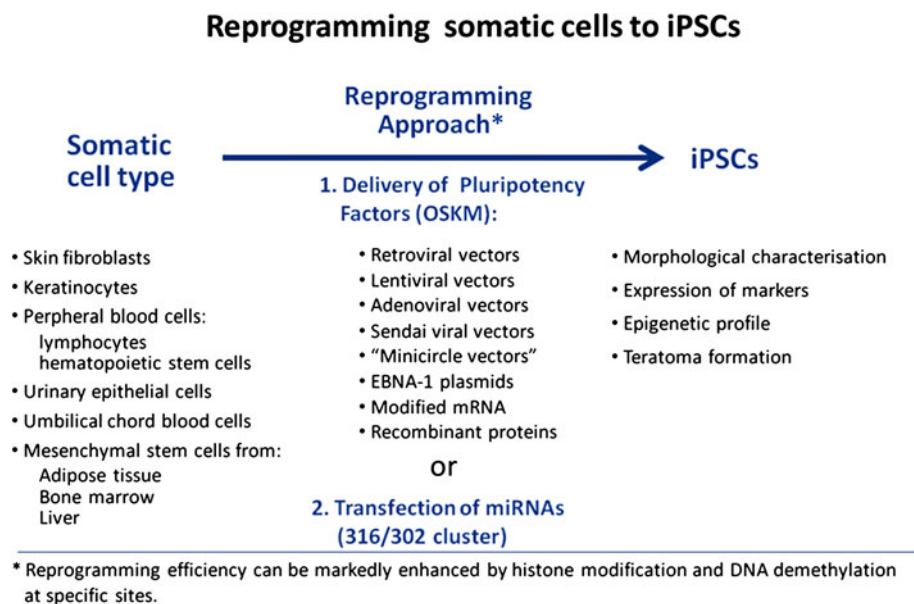 Reprogramming somatic cells to iPSCs
Reprogramming
Approach*
Somatic
cell type
iPSCs
1. Delivery of Pluripotency
Factors (OSKM):
• Skin fibroblasts
• Keratinocytes
• Perpheral blood cells:
lymphocytes
hematopoietic stem cells
• Urinary epithelial cells
• Umbilical chord blood cells
• Mesenchymal stem cells from:
Adipose tissue
Bone marrow
Liver
• Retroviral vectors
• Lentiviral vectors
• Adenoviral vectors
• Sendai viral vectors
• “Minicircle vectors”
• EBNA-1 plasmids
• Modified mRNA
• Recombinant proteins
or
2. Transfection of miRNAs
(316/302 cluster)
• Morphological characterisation
• Expression of markers
• Epigenetic profile
• Teratoma formation
* Reprogramming efficiency can be markedly enhanced by histone modification and DNA demethylation
at specific sites.